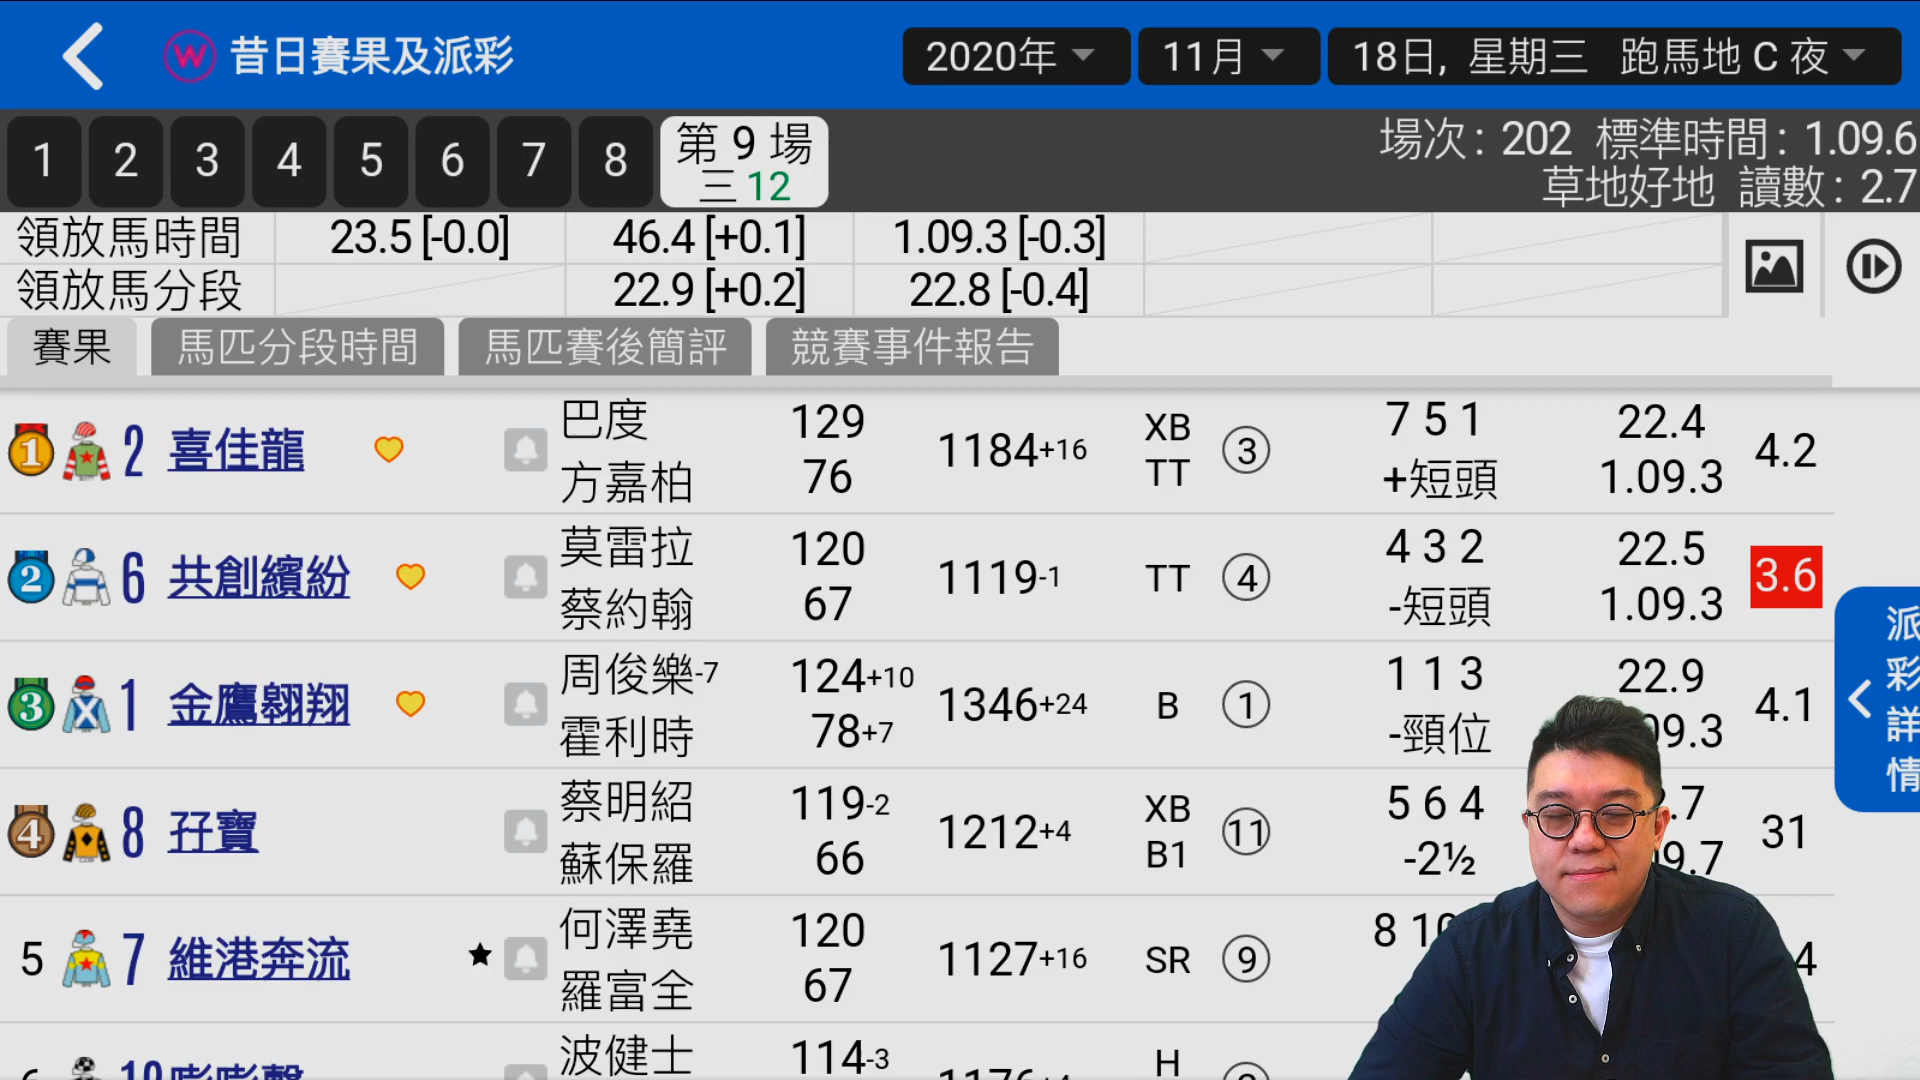 昔日賽果及派彩 2020年 11月 18日, 星期三 跑馬地 C 夜
1 2 3 4 5 6 7 8 第 9 場
三 12
場次: 202 標準時間: 1.09.6
草地好地 讀數: 2.7
領放馬時間 23.5 [-0.0] 46.4 [+0.1] 1.09.3 [-0.3]
領放馬分段 22.9 [+0.2] 22.8 [-0.4]
賽果 馬匹分段時間 馬匹賽後簡評 競賽事件報告
巴度 129 XB 7 5 1 22.4
1 2 喜佳龍 1184+16 3 4.2
方嘉柏 76 TT +短頭 1.09.3
莫雷拉 120 4 3 2 22.5
2 6 共創繽紛 1119-1 TT 4 3.6
蔡約翰 67 -短頭 1.09.3
周俊樂-7 124+10 1 1 3 22.9
3 1 金鷹翱翔 1346+24 B 1 4.1
霍利時 78+7 -頸位 09.3
蔡明紹 119-2 XB 5 6 4 .7
4 8 孖寶 1212+4 11 31
蘇保羅 66 B1 -2½ 9.7
何澤堯 120 8 10
5 7 維港奔流 ★ 1127+16 SR 9 4
羅富全 67
波健士 114-3 H
派彩詳情